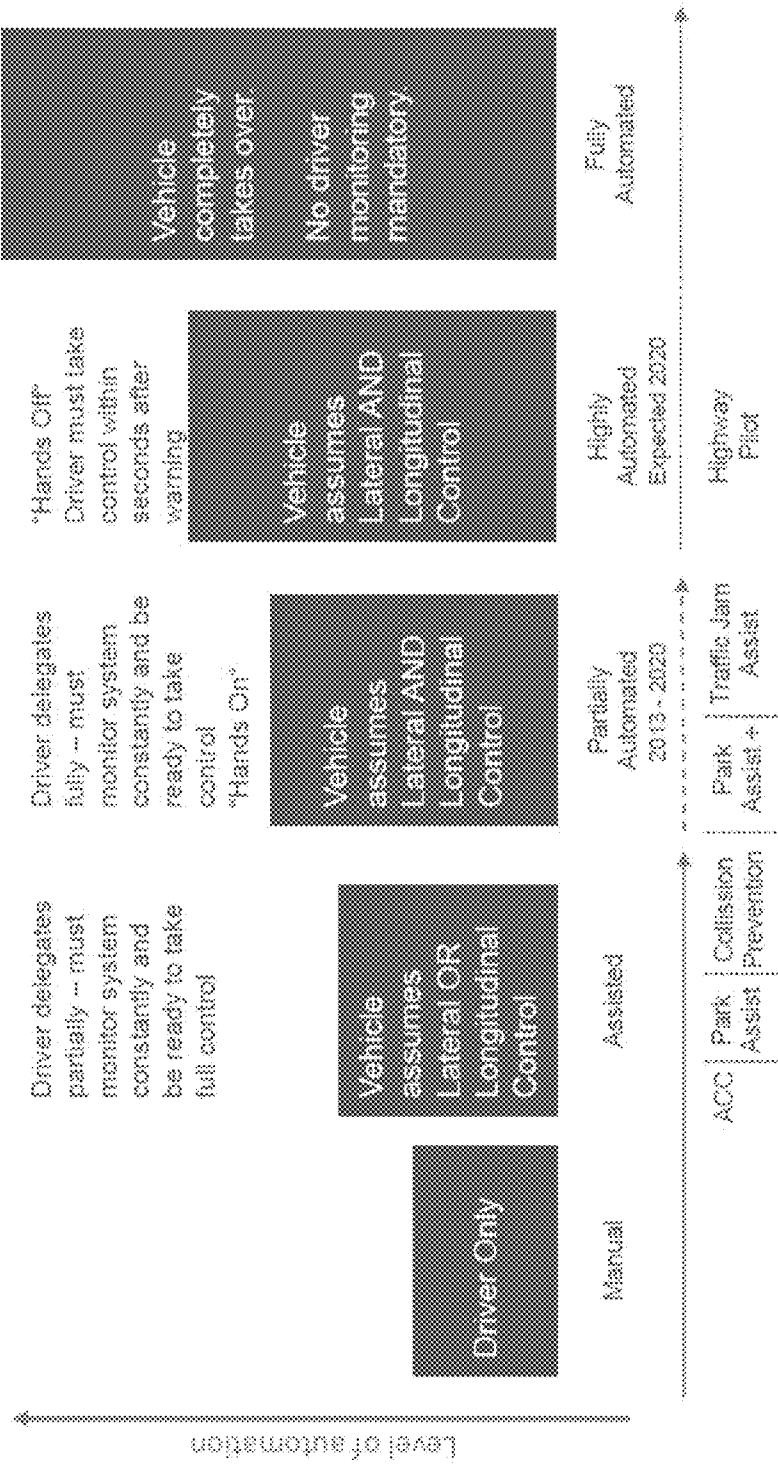 Level of automation
Driver Only
Manual
Driver delegates
partially – must
monitor system
constantly and
be ready to take
full control
Vehicle
assumes
Lateral OR
Longitudinal
Control
Assisted
Driver delegates
fully – must
monitor system
constantly and be
ready to take
control
"Hands On"
Vehicle
assumes
Lateral AND
Longitudinal
Control
Partially
Automated
2013 - 2020
"Hands Off"
Driver must take
control within
seconds after
warning
Vehicle
assumes
Lateral AND
Longitudinal
Control
Highly
Automated
Expected 2020
Vehicle
completely
takes over.
No driver
monitoring
mandatory.
Fully
Automated
ACC
Park
Assist
Collission
Prevention
Park
Assist +
Traffic Jam
Assist
Highway
Pilot